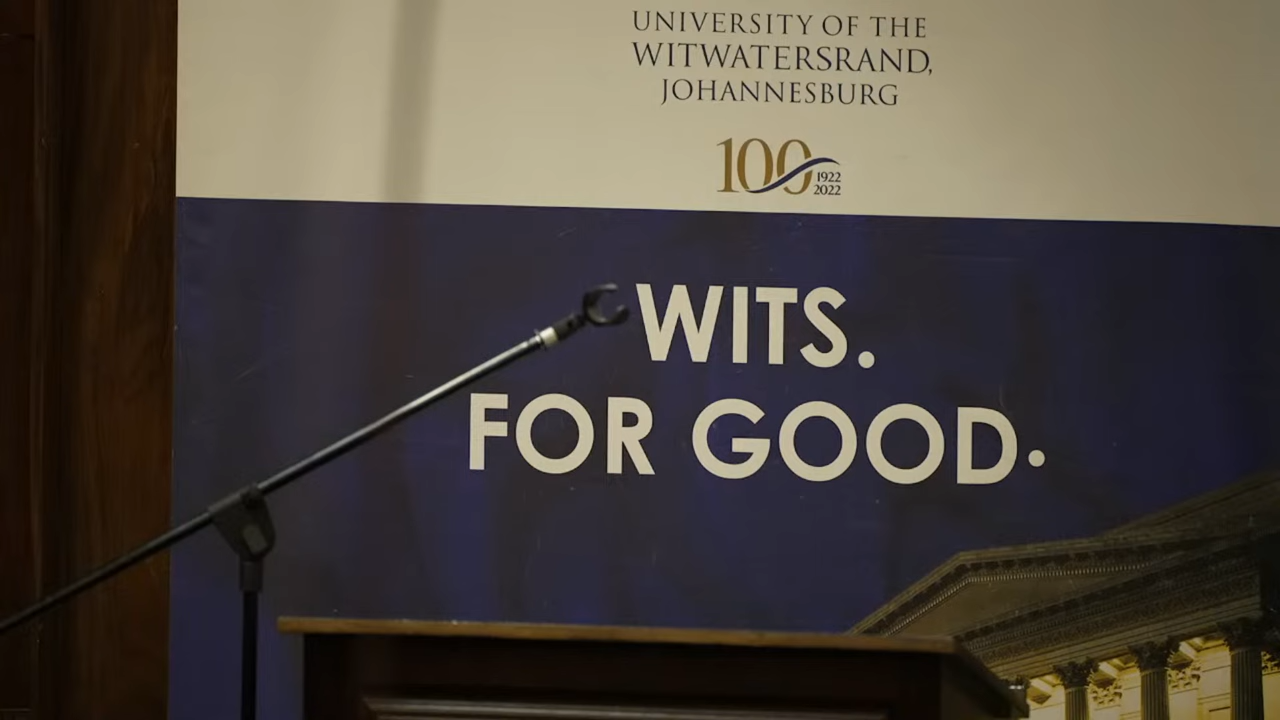 UNIVERSITY OF THE
WITWATERSRAND,
JOHANNESBURG
100
1922
2022
WITS.
FOR GOOD.